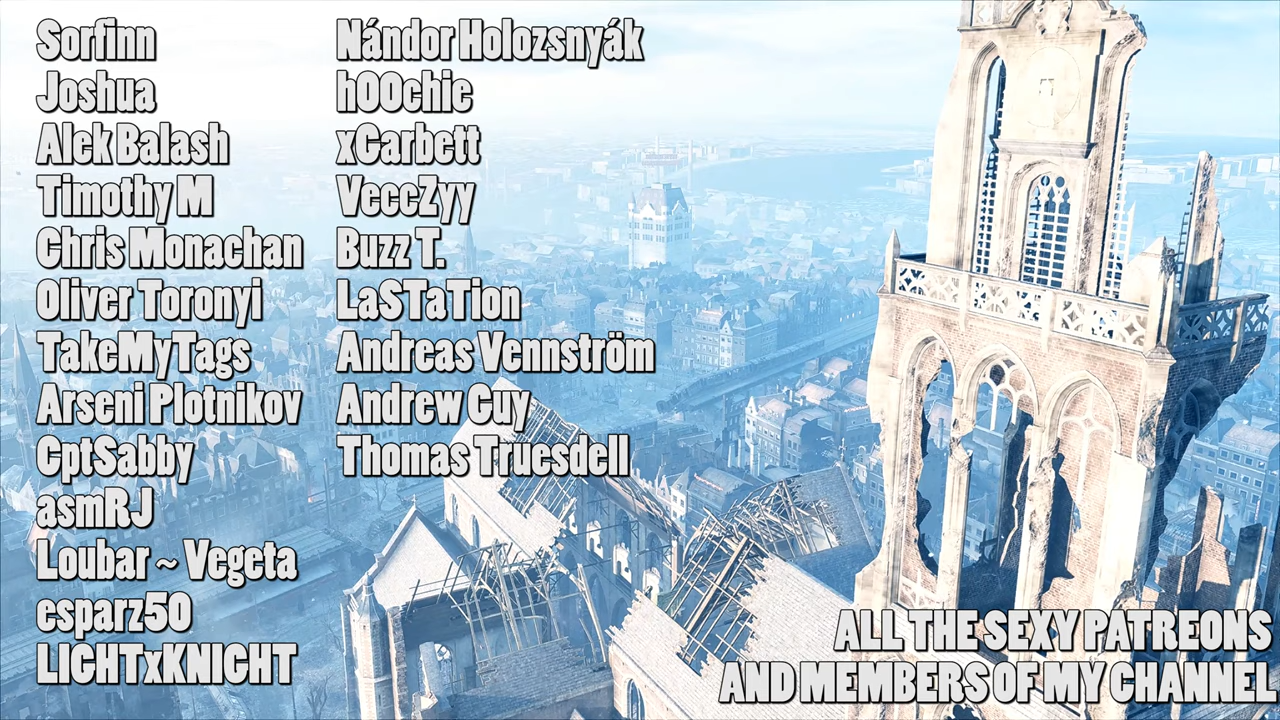 Sorfinn
Joshua
Alek Balash
Timothy M
Chris Monachan
Oliver Toronyi
TakeMyTags
Arseni Plotnikov
CptSabby
asmRJ
Loubar ~ Vegeta
esparz50
LIGHTxKNIGHT
Nándor Holozsnyák
h00chie
xGarbett
VeeeZyy
Buzz T.
LaSTaTion
Andreas Vennström
Andrew Guy
Thomas Truesdell
ALL THE SEXY PATREONS
AND MEMBERS OF MY CHANNEL